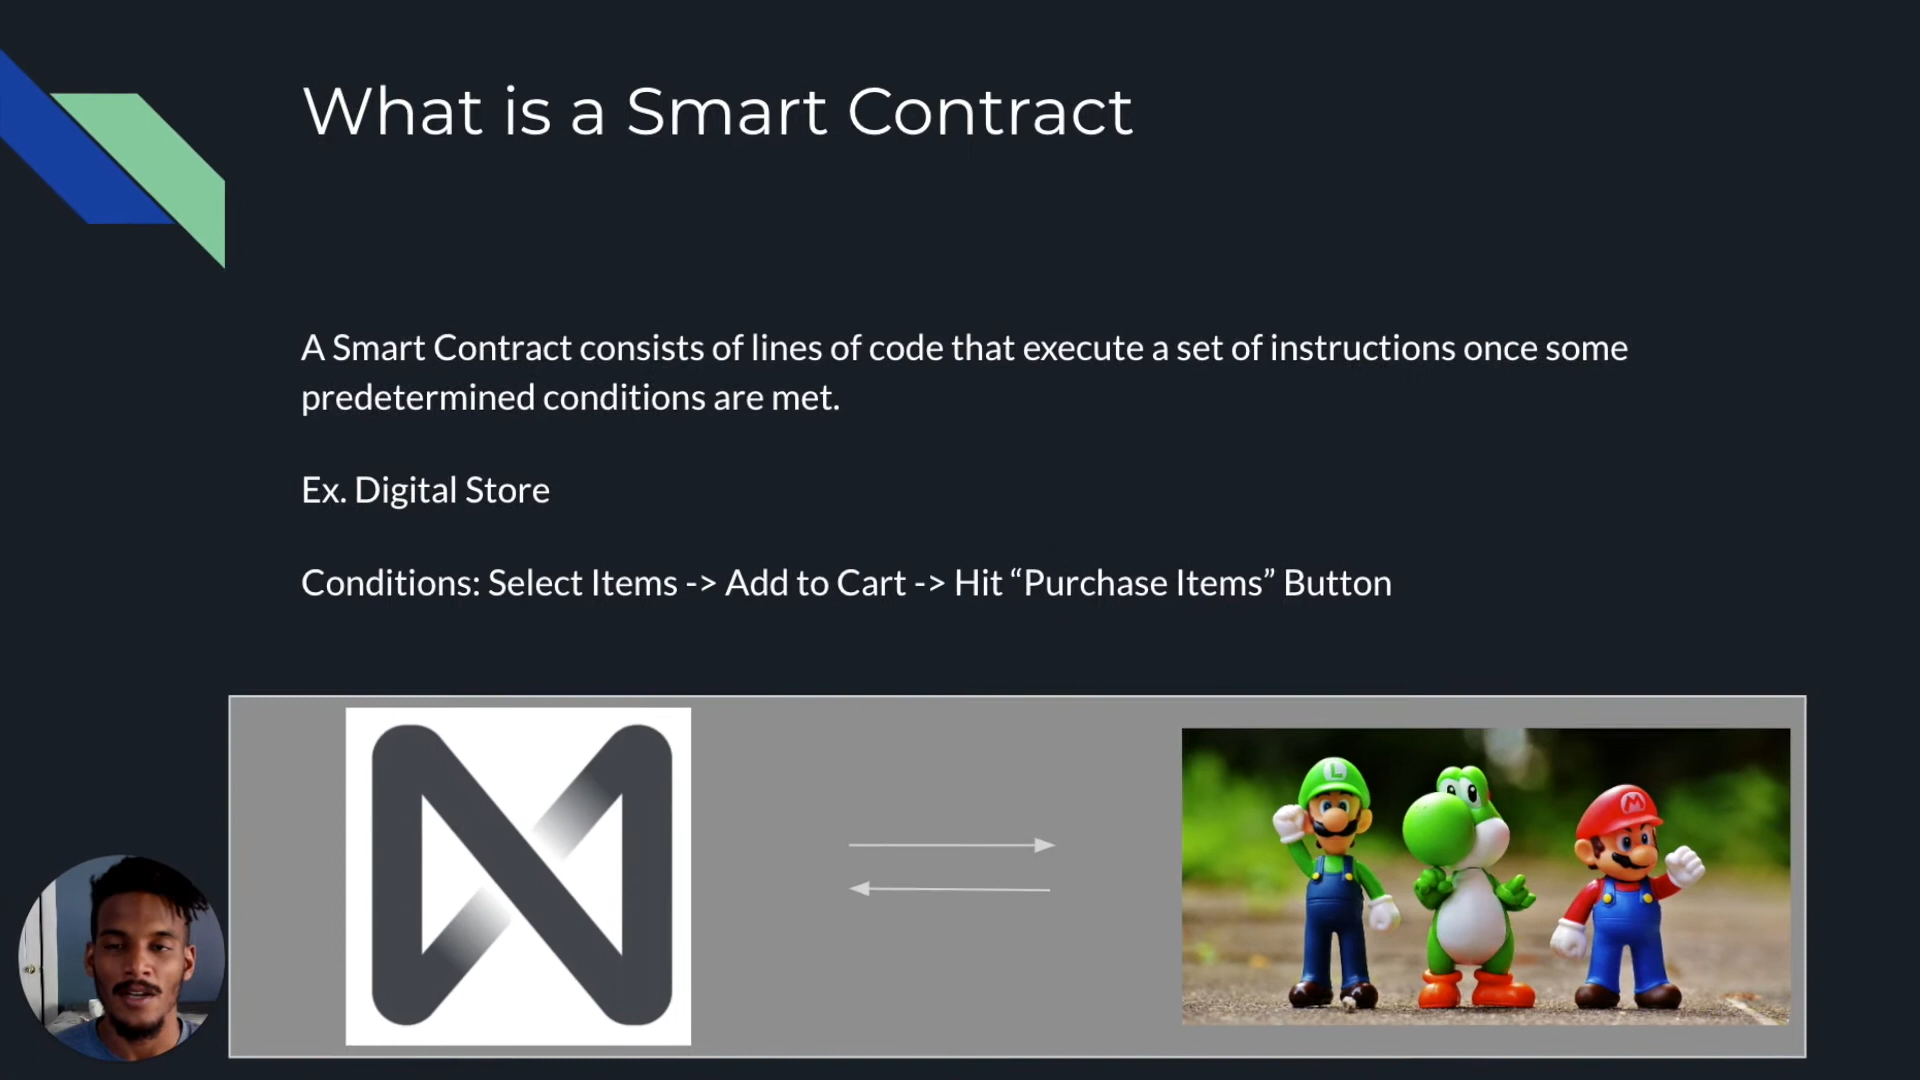 What is a Smart Contract
A Smart Contract consists of lines of code that execute a set of instructions once some
predetermined conditions are met.
Ex. Digital Store
Conditions: Select Items -> Add to Cart -> Hit “Purchase Items” Button
L
M